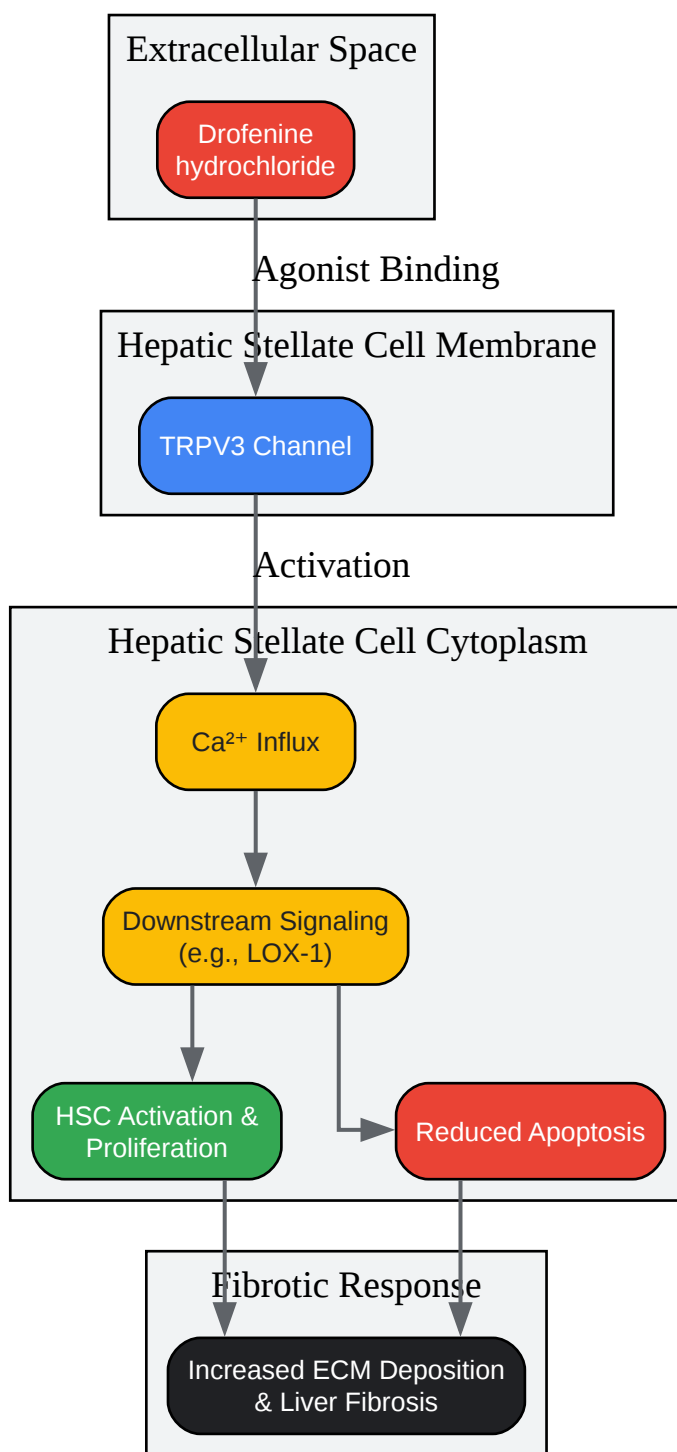 Extracellular Space
Drofenine
hydrochloride
Agonist Binding
Hepatic Stellate Cell Membrane
TRPV3 Channel
Activation
Hepatic Stellate Cell Cytoplasm
Ca²⁺ Influx
Downstream Signaling
(e.g., LOX-1)
HSC Activation &
Proliferation
Reduced Apoptosis
Fibrotic Response
Increased ECM Deposition
& Liver Fibrosis